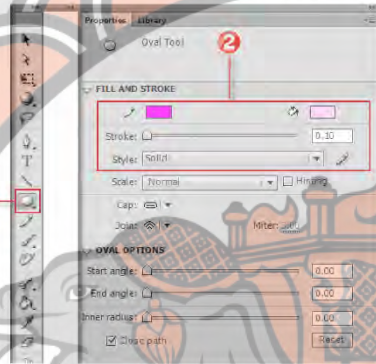 Properties Library
Oval Tool
2
FILL AND STROKE
Stroke: 0.10
Style: Solid
Scale: Normal Hinting
Cap:
Join: Miter:
OVAL OPTIONS
Start angle: 0.00
End angle: 0.00
Inner radius: 0.00
Close path Reset
T